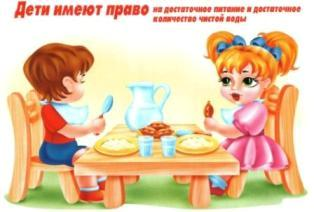 Дети имеют право на достаточное питание и достаточное
количество чистой воды